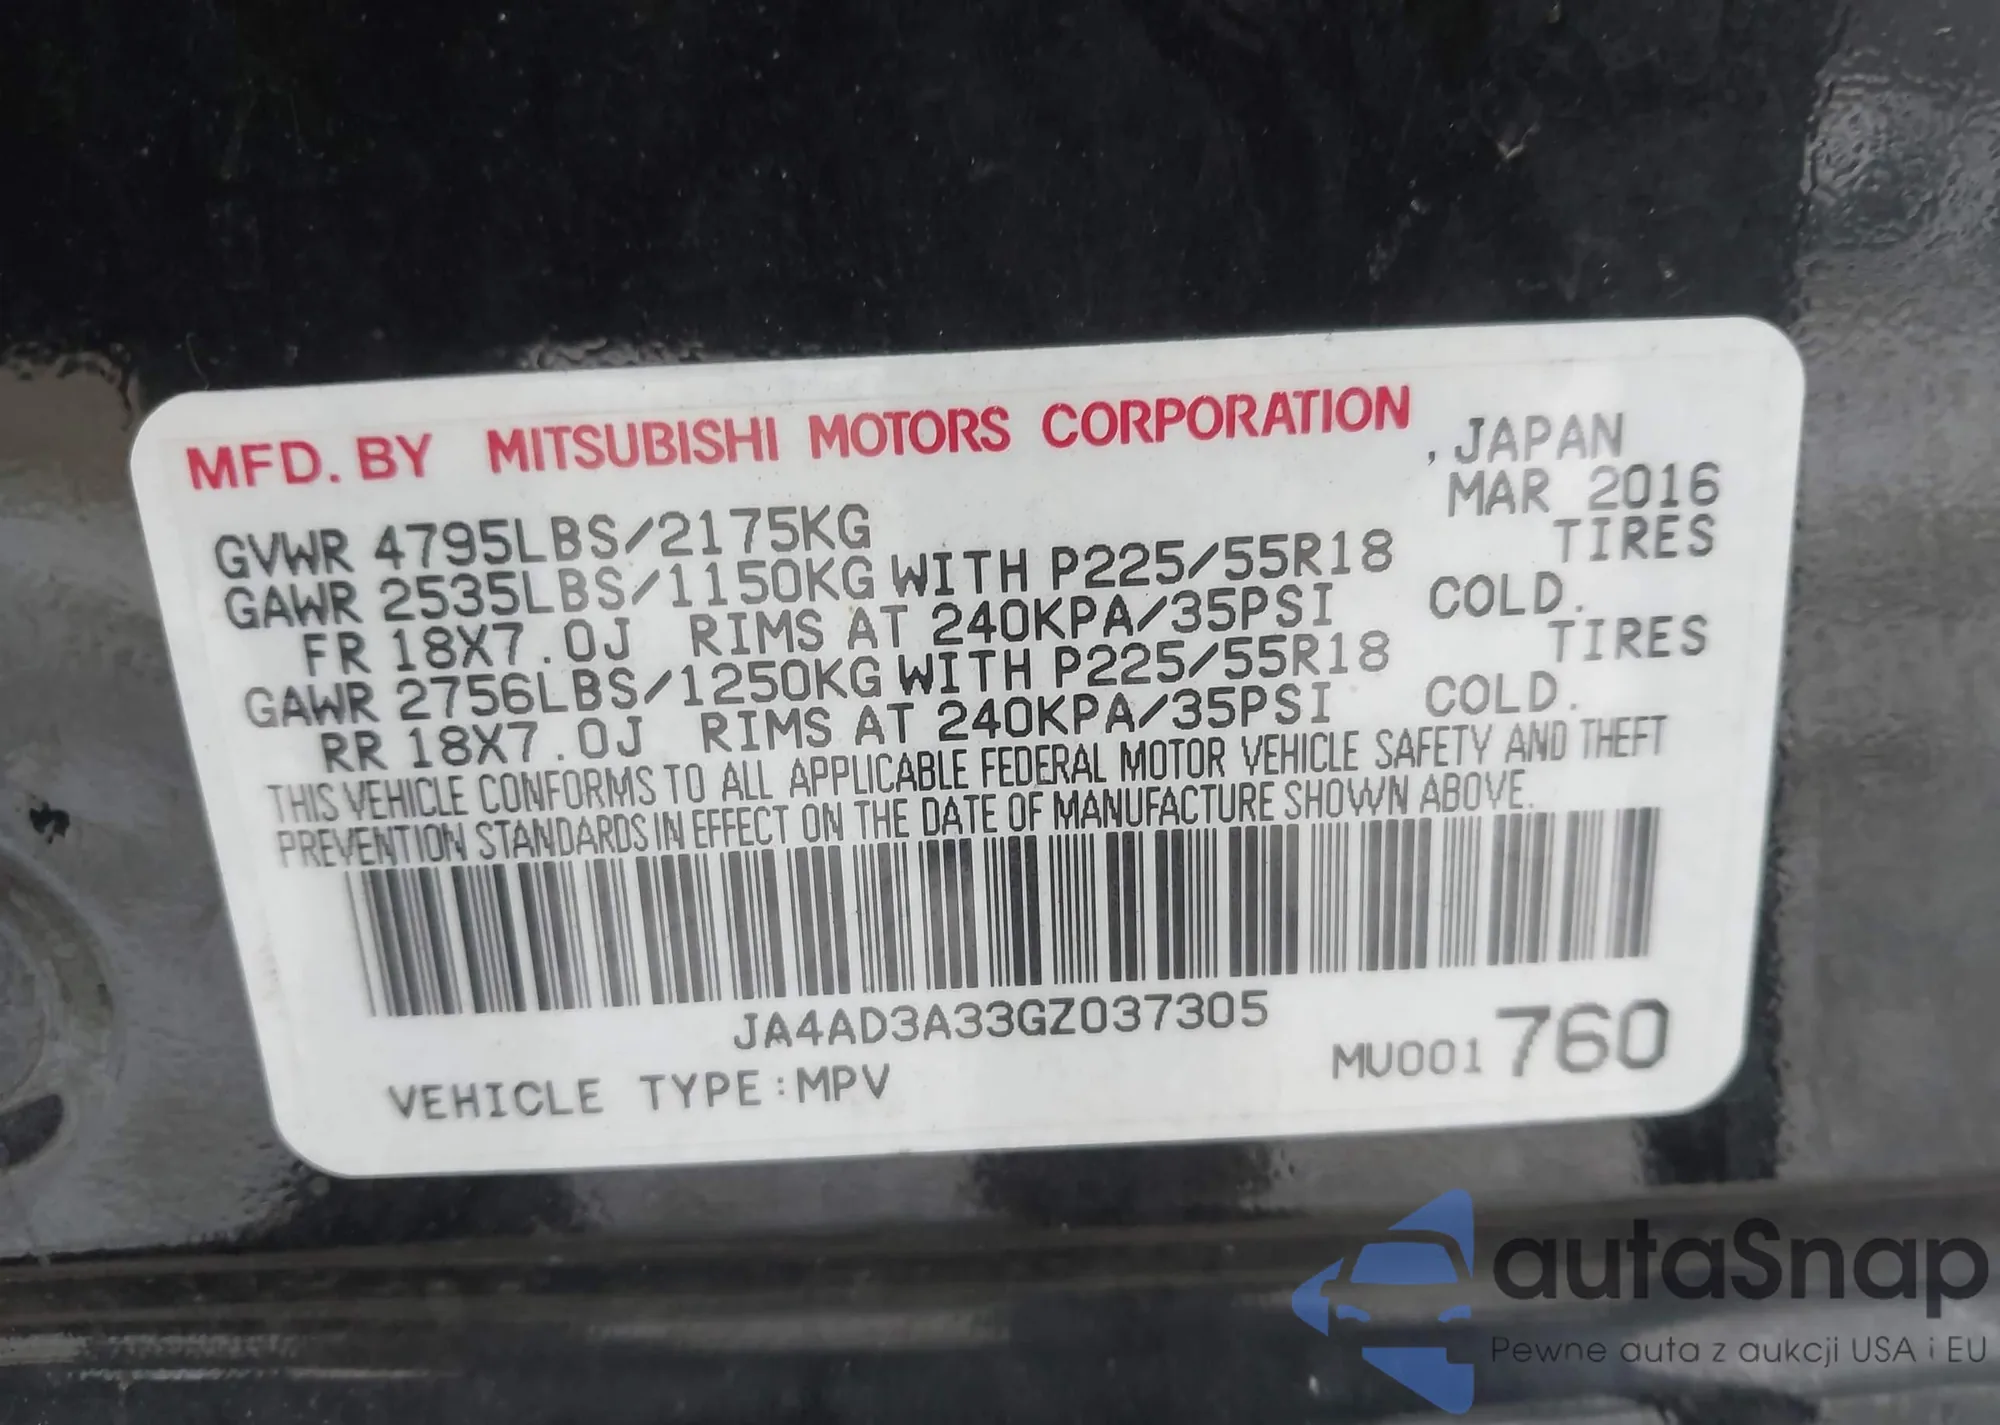 MFD. BY MITSUBISHI MOTORS CORPORATION
, JAPAN
MAR 2016
GVWR 4795LBS/2175KG
GAWR 2535LBS/1150KG WITH P225/55R18 TIRES
FR 18X7.0J RIMS AT 240KPA/35PSI COLD.
GAWR 2756LBS/1250KG WITH P225/55R18 TIRES
RR 18X7.0J RIMS AT 240KPA/35PSI COLD.
THIS VEHICLE CONFORMS TO ALL APPLICABLE FEDERAL MOTOR VEHICLE SAFETY AND THEFT
PREVENTION STANDARDS IN EFFECT ON THE DATE OF MANUFACTURE SHOWN ABOVE.
JA4AD3A33GZ037305
MU001760
VEHICLE TYPE:MPV
autaSnap
Pewne auta z aukcji USA i EU